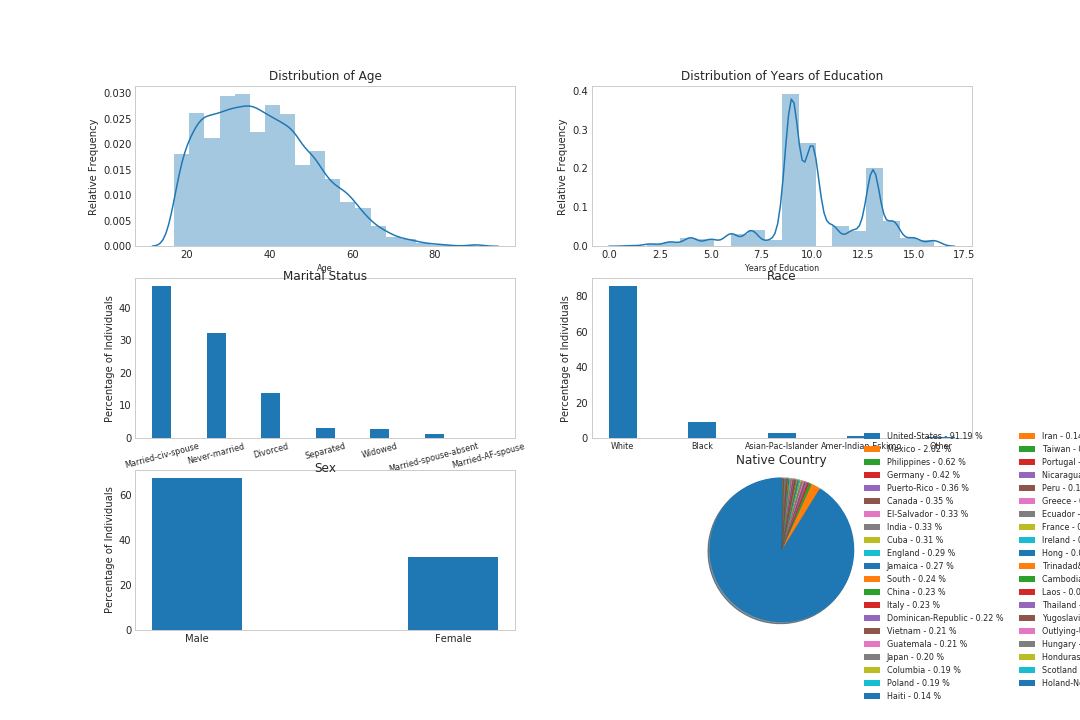 Distribution of Age
Relative Frequency
0.030
0.025
0.020
0.015
0.010
0.005
0.000
20 40 60 80
Age
Distribution of Years of Education
Relative Frequency
0.4
0.3
0.2
0.1
0.0
0.0 2.5 5.0 7.5 10.0 12.5 15.0 17.5
Years of Education
Marital Status
Percentage of Individuals
40
30
20
10
0
Married-civ-spouse Never-married Divorced Separated Widowed Married-spouse-absent Married-AF-spouse
Race
Percentage of Individuals
80
60
40
20
0
White Black Asian-Pac-Islander Amer-Indian-Eskimo Other
Sex
Percentage of Individuals
60
40
20
0
Male Female
Native Country
United-States - 91.19 %
Mexico - 2.02 %
Philippines - 0.62 %
Germany - 0.42 %
Puerto-Rico - 0.36 %
Canada - 0.35 %
El-Salvador - 0.33 %
India - 0.33 %
Cuba - 0.31 %
England - 0.29 %
Jamaica - 0.27 %
South - 0.24 %
China - 0.23 %
Italy - 0.23 %
Dominican-Republic - 0.22 %
Vietnam - 0.21 %
Guatemala - 0.21 %
Japan - 0.20 %
Columbia - 0.19 %
Poland - 0.19 %
Haiti - 0.14 %
Iran - 0.14
Taiwan -
Portugal -
Nicaragua
Peru - 0.1
Greece -
Ecuador -
France - 0
Ireland - 0
Hong - 0.0
Trinidad&
Cambodia
Laos - 0.0
Thailand -
Yugoslavi
Outlying-
Hungary -
Honduras
Scotland
Holand-N